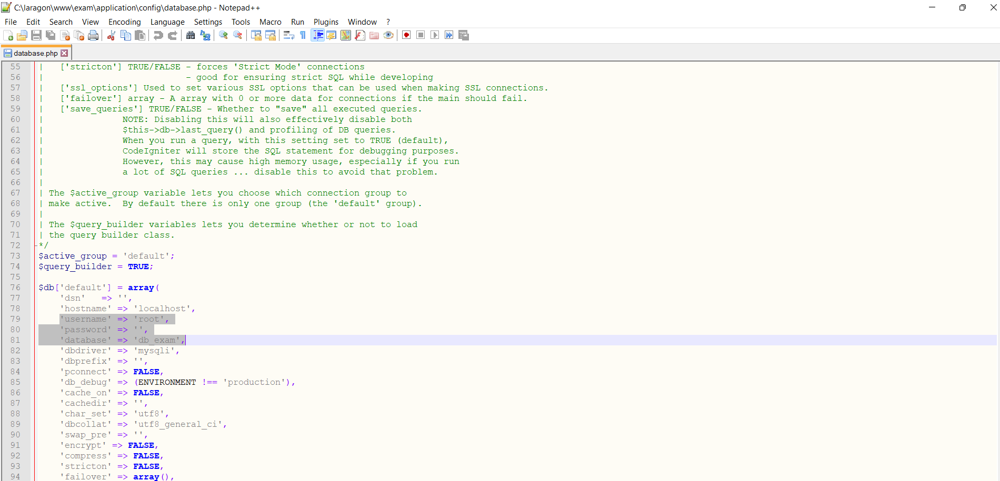 C:\laragon\www\exam\application\config\database.php - Notepad++
File Edit Search View Encoding Language Settings Tools Macro Run Plugins Window ?
database.php
55 | ['stricton'] TRUE/FALSE - forces 'Strict Mode' connections
56 | - good for ensuring strict SQL while developing
57 | ['ssl_options'] Used to set various SSL options that can be used when making SSL connections.
58 | ['failover'] array - A array with 0 or more data for connections if the main should fail.
59 | ['save_queries'] TRUE/FALSE - Whether to "save" all executed queries.
60 | NOTE: Disabling this will also effectively disable both
61 | $this->db->last_query() and profiling of DB queries.
62 | When you run a query, with this setting set to TRUE (default),
63 | CodeIgniter will store the SQL statement for debugging purposes.
64 | However, this may cause high memory usage, especially if you run
65 | a lot of SQL queries ... disable this to avoid that problem.
66 |
67 | The $active_group variable lets you choose which connection group to
68 | make active. By default there is only one group (the 'default' group).
69 |
70 | The $query_builder variables lets you determine whether or not to load
71 | the query builder class.
72 */
73 $active_group = 'default';
74 $query_builder = TRUE;
75
76 $db['default'] = array(
77 'dsn' => '',
78 'hostname' => 'localhost',
79 'username' => 'root',
80 'password' => '',
81 'database' => 'db_exam',
82 'dbdriver' => 'mysqli',
83 'dbprefix' => '',
84 'pconnect' => FALSE,
85 'db_debug' => (ENVIRONMENT !== 'production'),
86 'cache_on' => FALSE,
87 'cachedir' => '',
88 'char_set' => 'utf8',
89 'dbcollat' => 'utf8_general_ci',
90 'swap_pre' => '',
91 'encrypt' => FALSE,
92 'compress' => FALSE,
93 'stricton' => FALSE,
94 'failover' => array(),